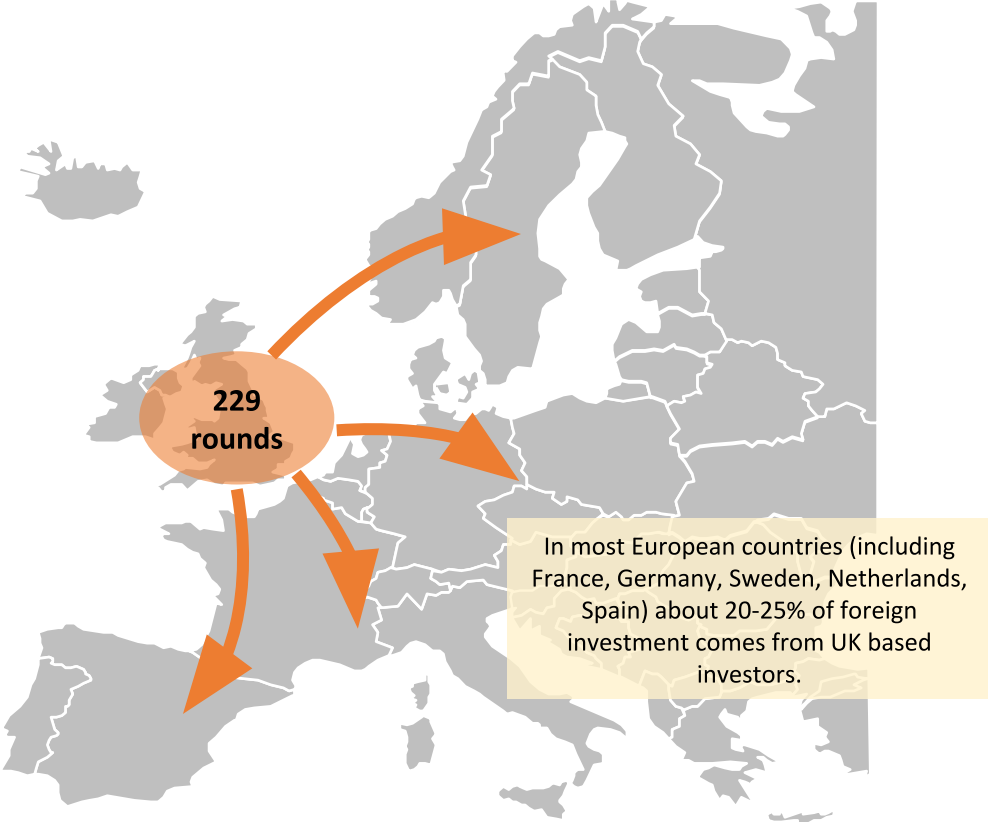 229
rounds
In most European countries (including
France, Germany, Sweden, Netherlands,
Spain) about 20-25% of foreign
investment comes from UK based
investors.